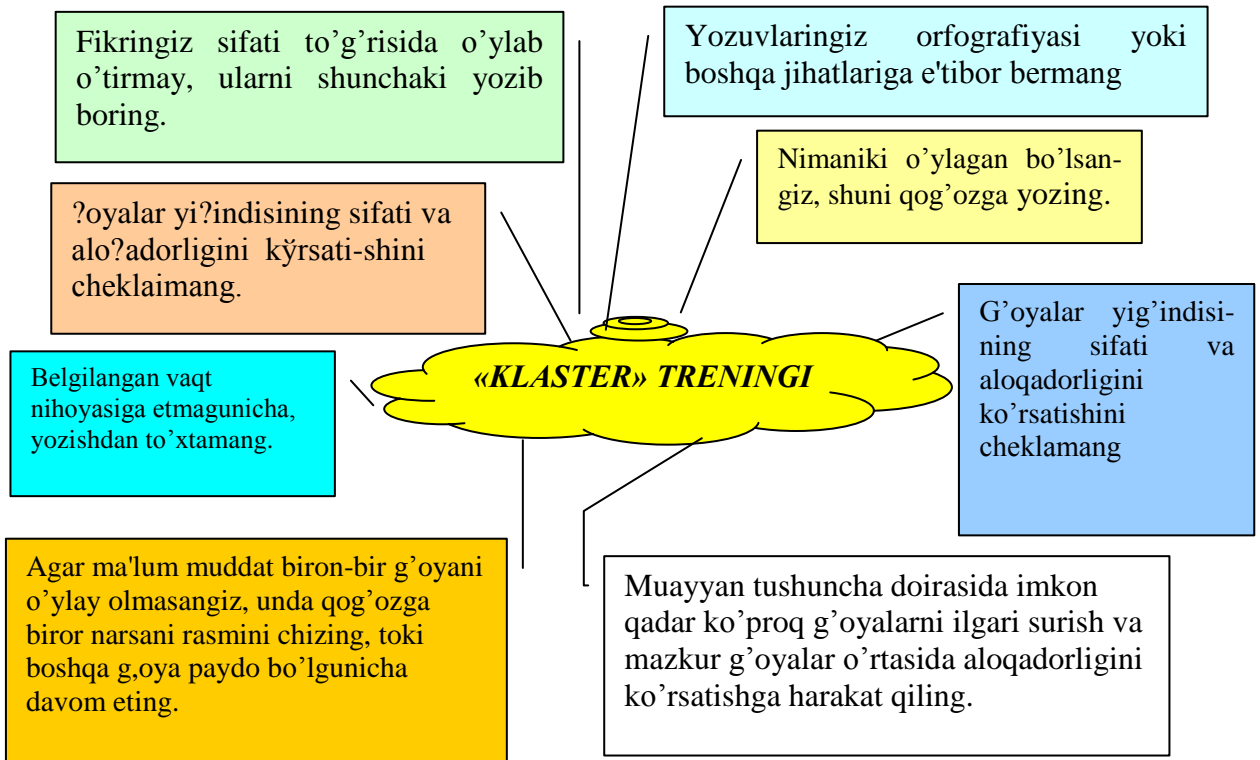 Fikringiz sifati to’g’risida o’ylab
o’tirmay, ularni shunchaki yozib
boring.
Yozuvlaringiz orfografiyasi yoki
boshqa jihatlariga e'tibor bermang
Nimaniki o’ylagan bo’lsan-
giz, shuni qog’ozga yozing.
?oyalar yi?indisining sifati va
alo?adorligini kўrsati-shini
cheklaimang.
G’oyalar yig’indisi-
ning sifati va
aloqadorligini
ko’rsatishini
cheklamang
«KLASTER» TRENINGI
Belgilangan vaqt
nihoyasiga etmagunicha,
yozishdan to’xtamang.
Agar ma'lum muddat biron-bir g’oyani
o’ylay olmasangiz, unda qog’ozga
biror narsani rasmini chizing, toki
boshqa g,oya paydo bo’lgunicha
davom eting.
Muayyan tushuncha doirasida imkon
qadar ko’proq g’oyalarni ilgari surish va
mazkur g’oyalar o’rtasida aloqadorligini
ko’rsatishga harakat qiling.